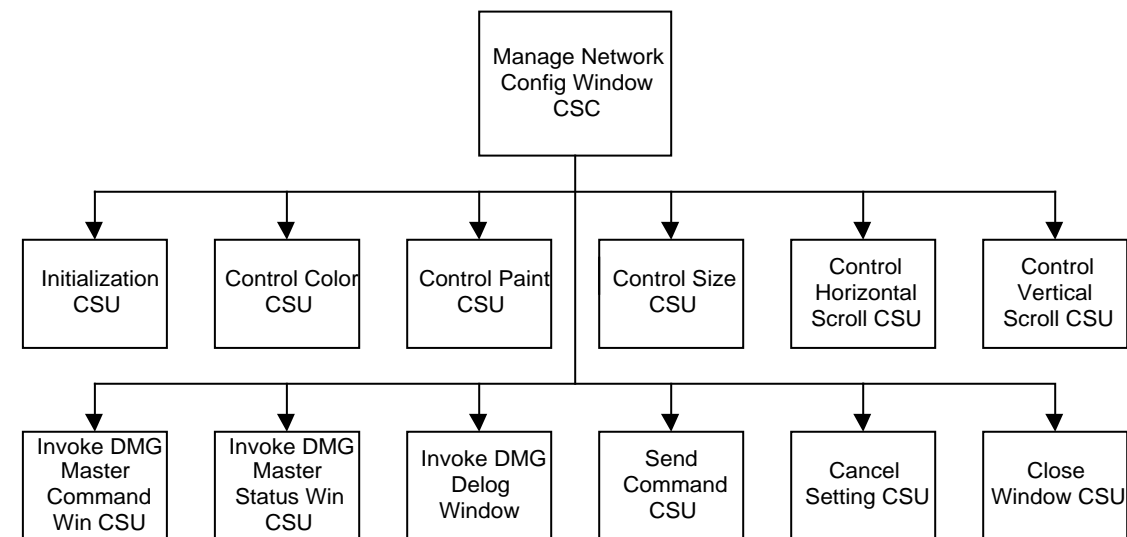 Manage Network
Config Window
CSC
Initialization
CSU
Control Color
CSU
Control Paint
CSU
Control Size
CSU
Control
Horizontal
Scroll CSU
Control
Vertical
Scroll CSU
Invoke DMG
Master
Command
Win CSU
Invoke DMG
Master
Status Win
CSU
Invoke DMG
Delog
Window
Send
Command
CSU
Cancel
Setting CSU
Close
Window CSU